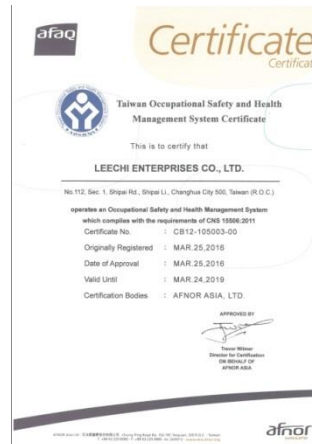 afaq
Certificate
Certificat
Taiwan Occupational Safety and Health
Management System Certificate
This is to certify that
LEECHI ENTERPRISES CO., LTD.
No.112, Sec. 1, Shipai Rd., Shipai Li., Changhua City 500, Taiwan (R.O.C.)
operates an Occupational Safety and Health Management System
which complies with the requirements of CNS 15506:2011
Certificate No. : CB12-105003-00
Originally Registered : MAR.25,2016
Date of Approval : MAR.25,2016
Valid Until : MAR.24,2019
Certification Bodies : AFNOR ASIA, LTD.
APPROVED BY
Trevor Wilmer
Director for Certification
ON BEHALF OF
AFNOR ASIA
afnor